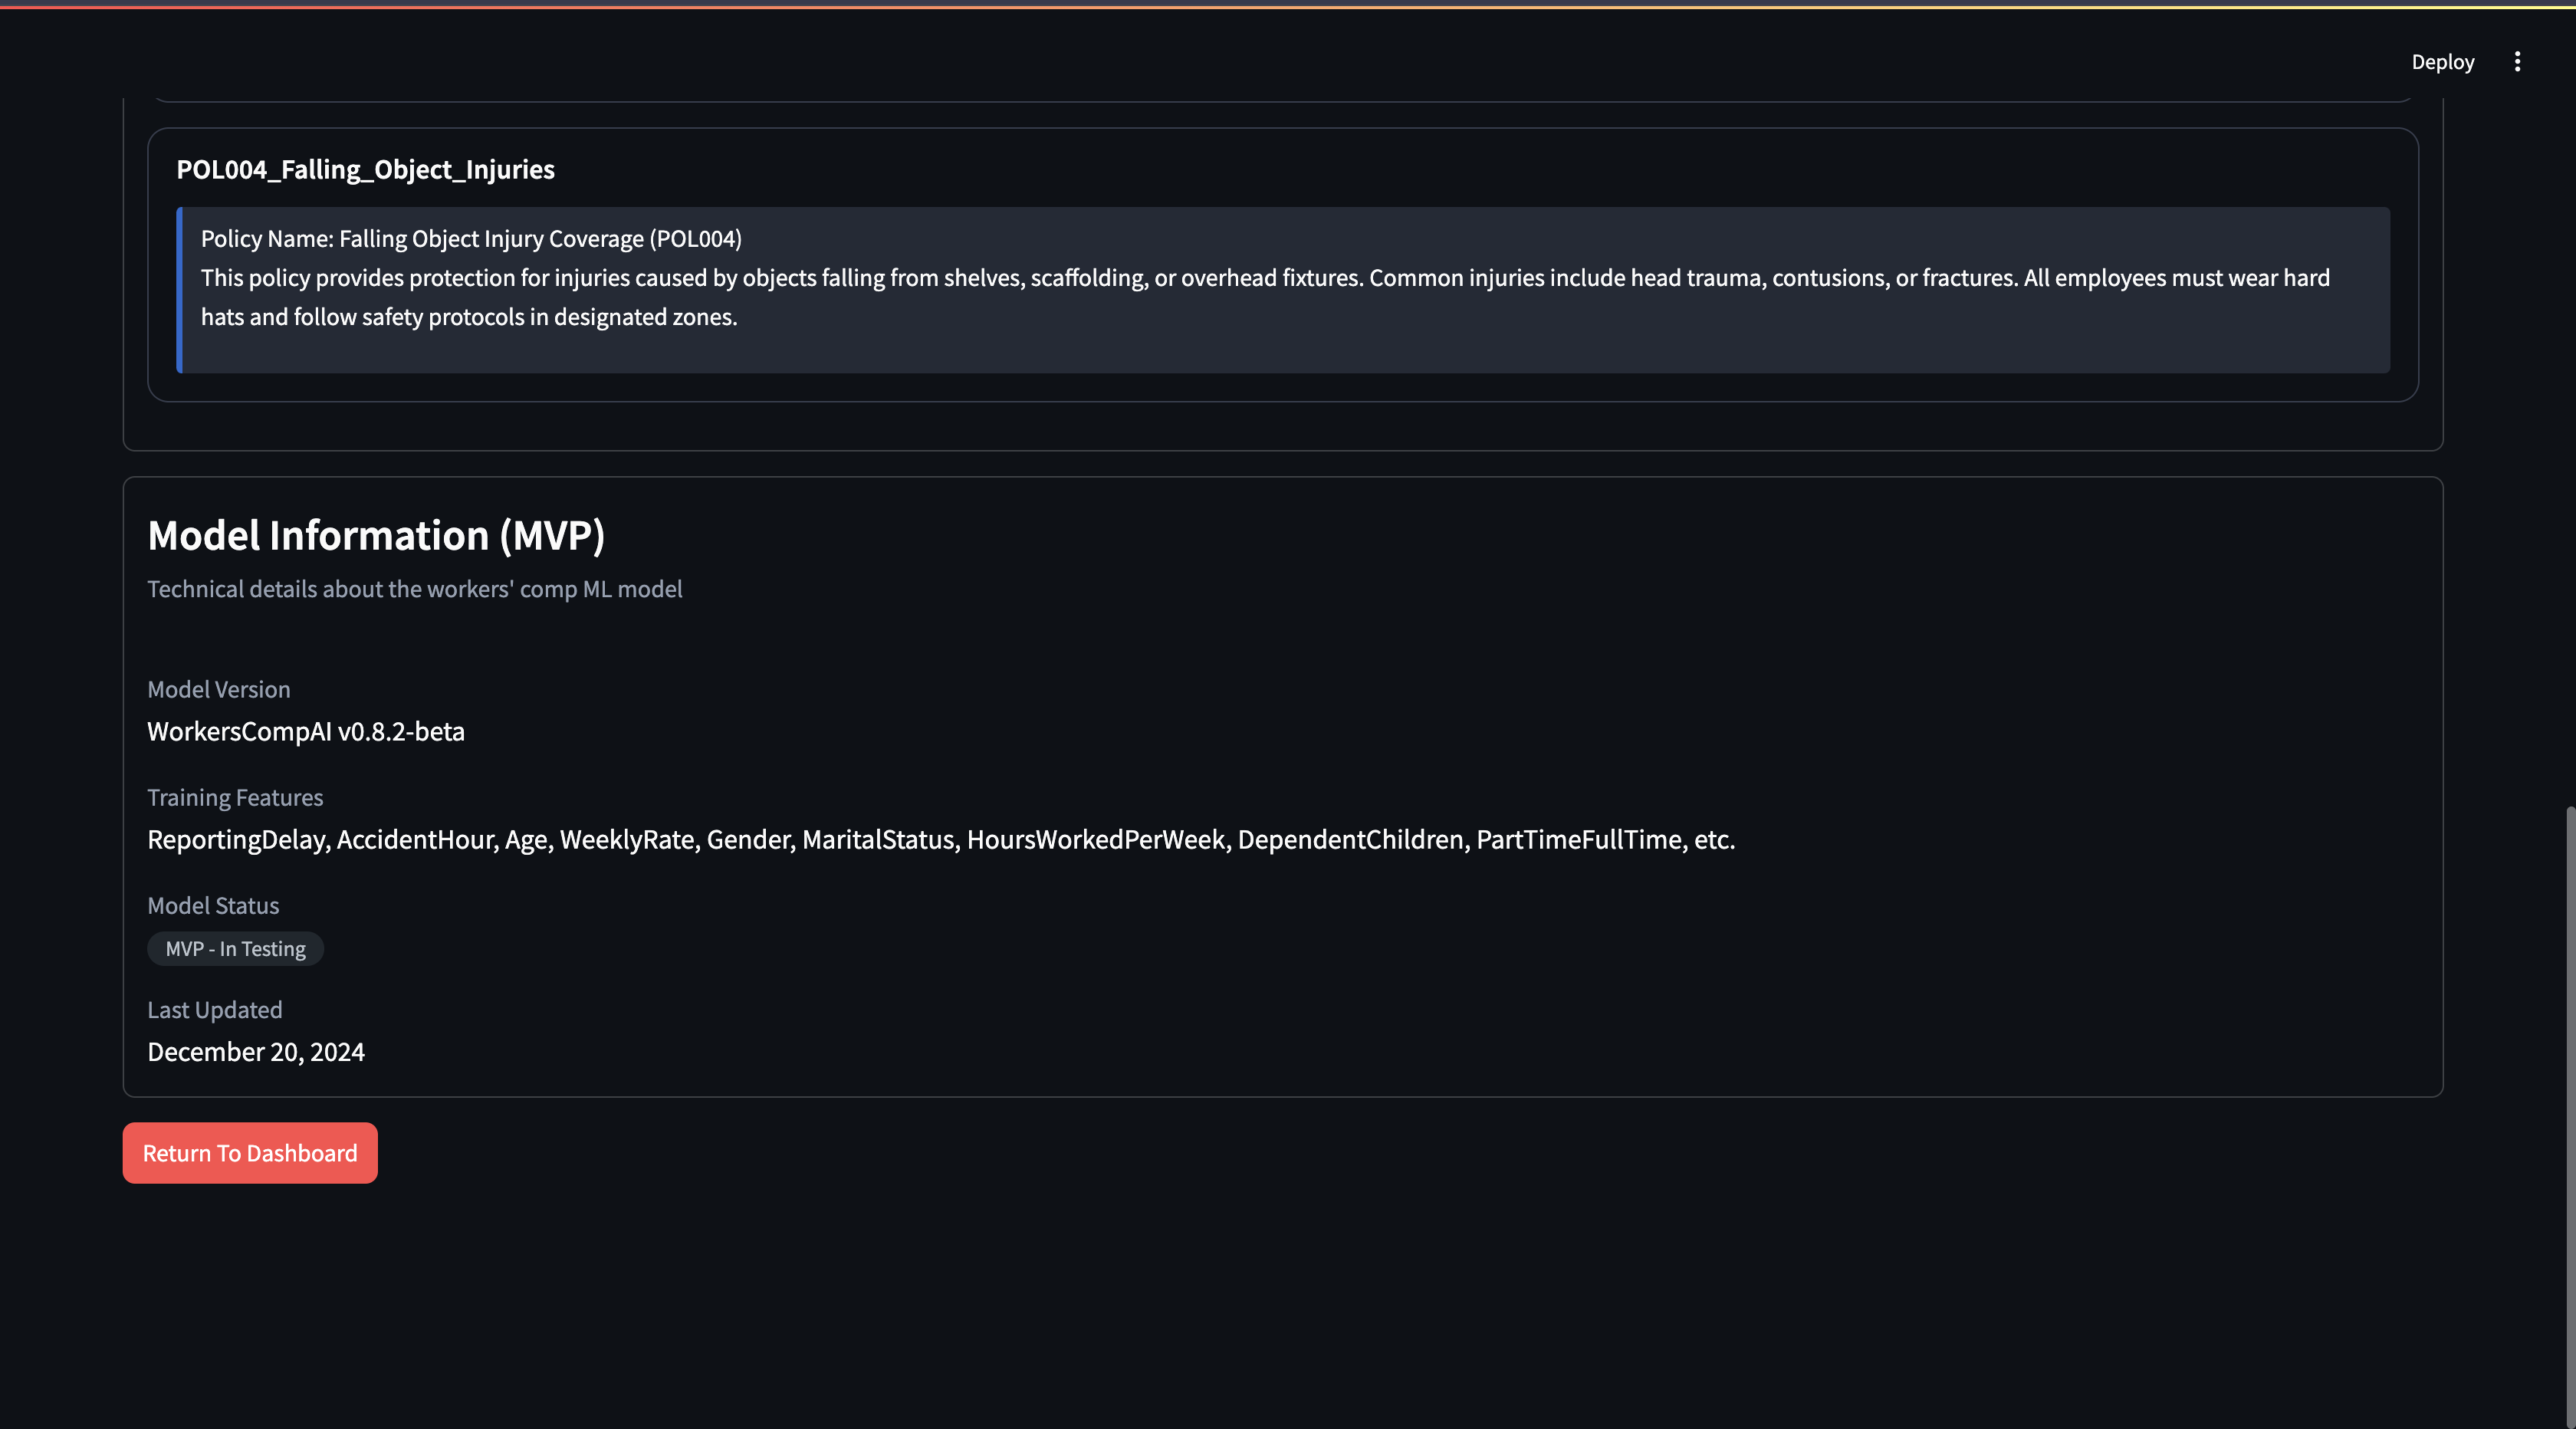 Deploy
POL004_Falling_Object_Injuries
Policy Name: Falling Object Injury Coverage (POL004)
This policy provides protection for injuries caused by objects falling from shelves, scaffolding, or overhead fixtures. Common injuries include head trauma, contusions, or fractures. All employees must wear hard
hats and follow safety protocols in designated zones.
Model Information (MVP)
Technical details about the workers' comp ML model
Model Version
WorkersCompAI v0.8.2-beta
Training Features
ReportingDelay, AccidentHour, Age, WeeklyRate, Gender, MaritalStatus, HoursWorkedPerWeek, DependentChildren, PartTimeFullTime, etc.
Model Status
MVP - In Testing
Last Updated
December 20, 2024
Return To Dashboard